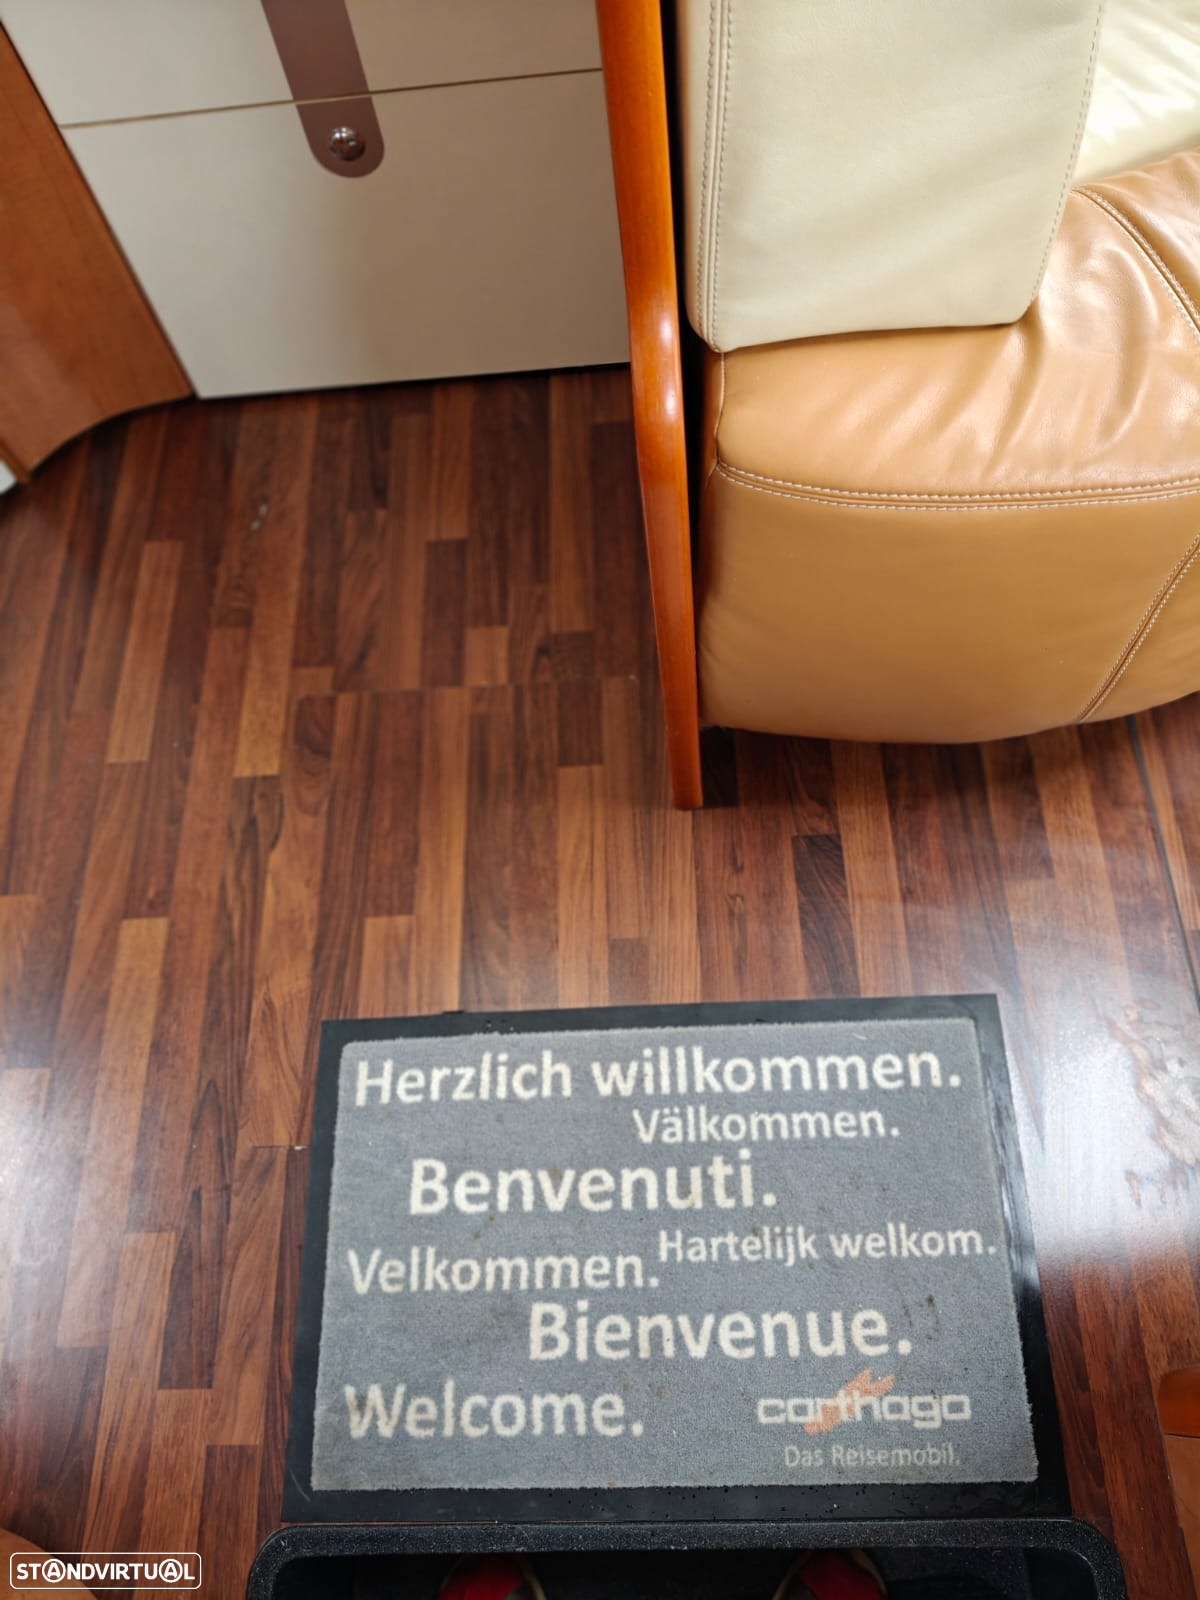 Herzlich willkommen.
Välkommen.
Benvenuti.
Hartelijk welkom.
Velkommen.
Bienvenue.
Welcome.
carthago
Das Reisemobil.
STANDVIRTUAL